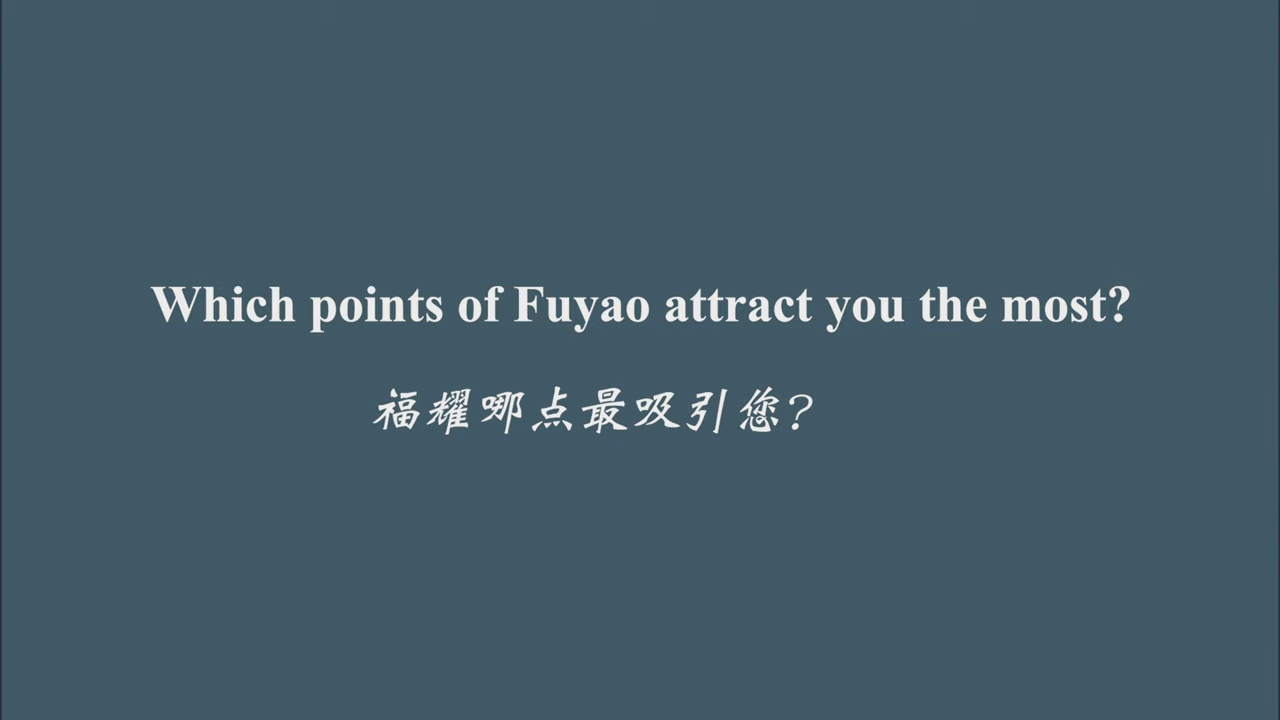 Which points of Fuyao attract you the most?
福耀哪点最吸引您？